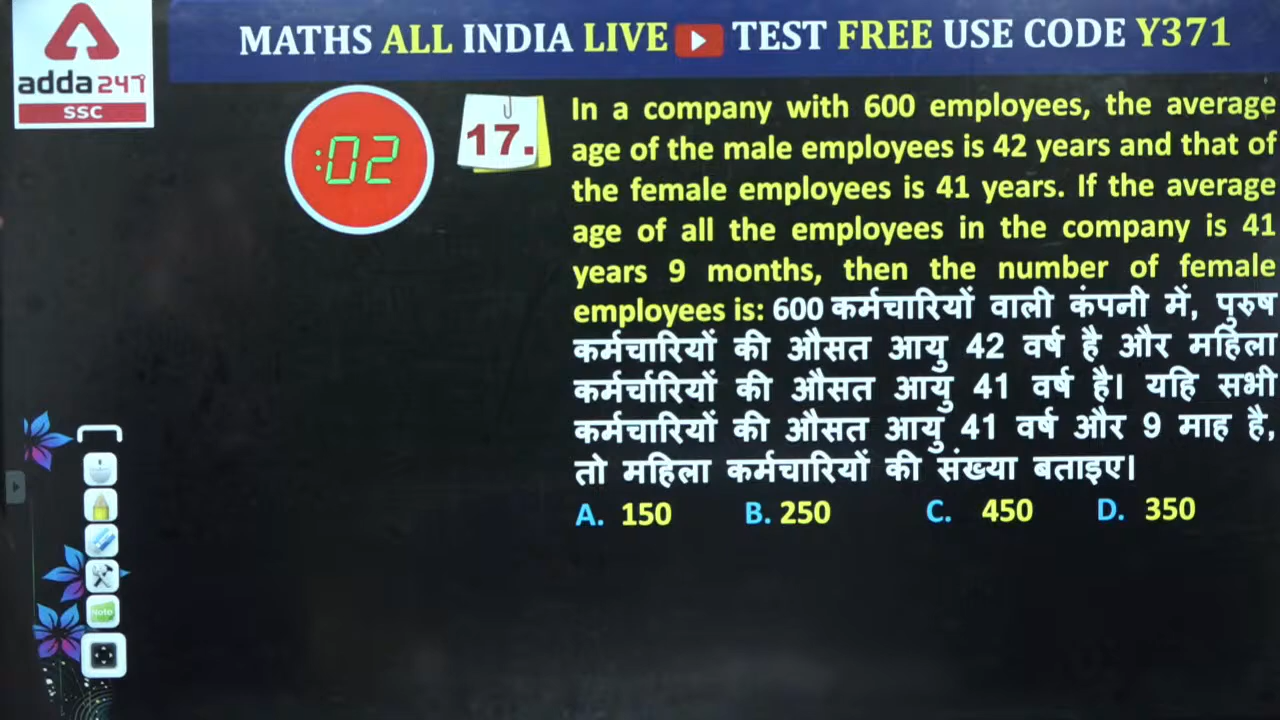 MATHS ALL INDIA LIVE TEST FREE USE CODE Y371
adda247
SSC
:02
17.
In a company with 600 employees, the average
age of the male employees is 42 years and that of
the female employees is 41 years. If the average
age of all the employees in the company is 41
years 9 months, then the number of female
employees is: 600 कर्मचारियों वाली कंपनी में, पुरुष
कर्मचारियों की औसत आयु 42 वर्ष है और महिला
कर्मर्चारियों की औसत आयु 41 वर्ष है। यहि सभी
कर्मचारियों की औसत आयु 41 वर्ष और 9 माह है,
तो महिला कर्मचारियों की संख्या बताइए।
A. 150 B. 250 C. 450 D. 350
Note